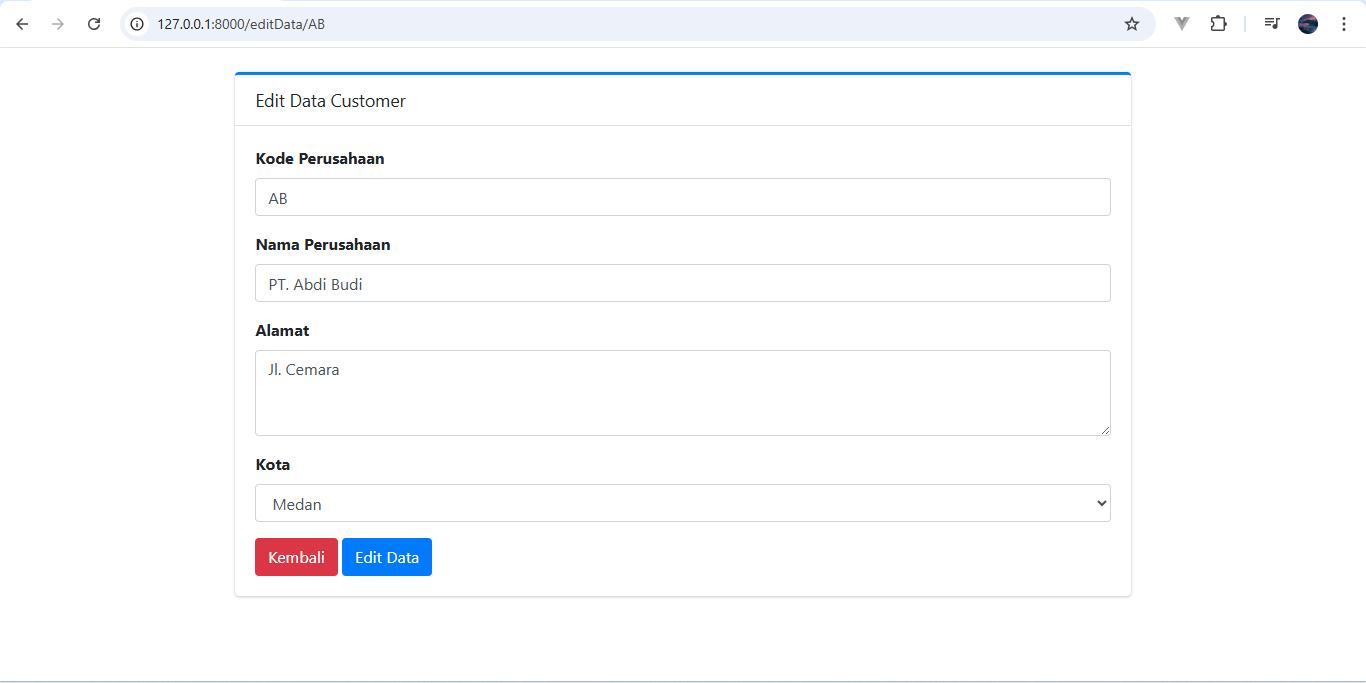 127.0.0.1:8000/editData/AB
Edit Data Customer
Kode Perusahaan
AB
Nama Perusahaan
PT. Abdi Budi
Alamat
Jl. Cemara
Kota
Medan
Kembali Edit Data